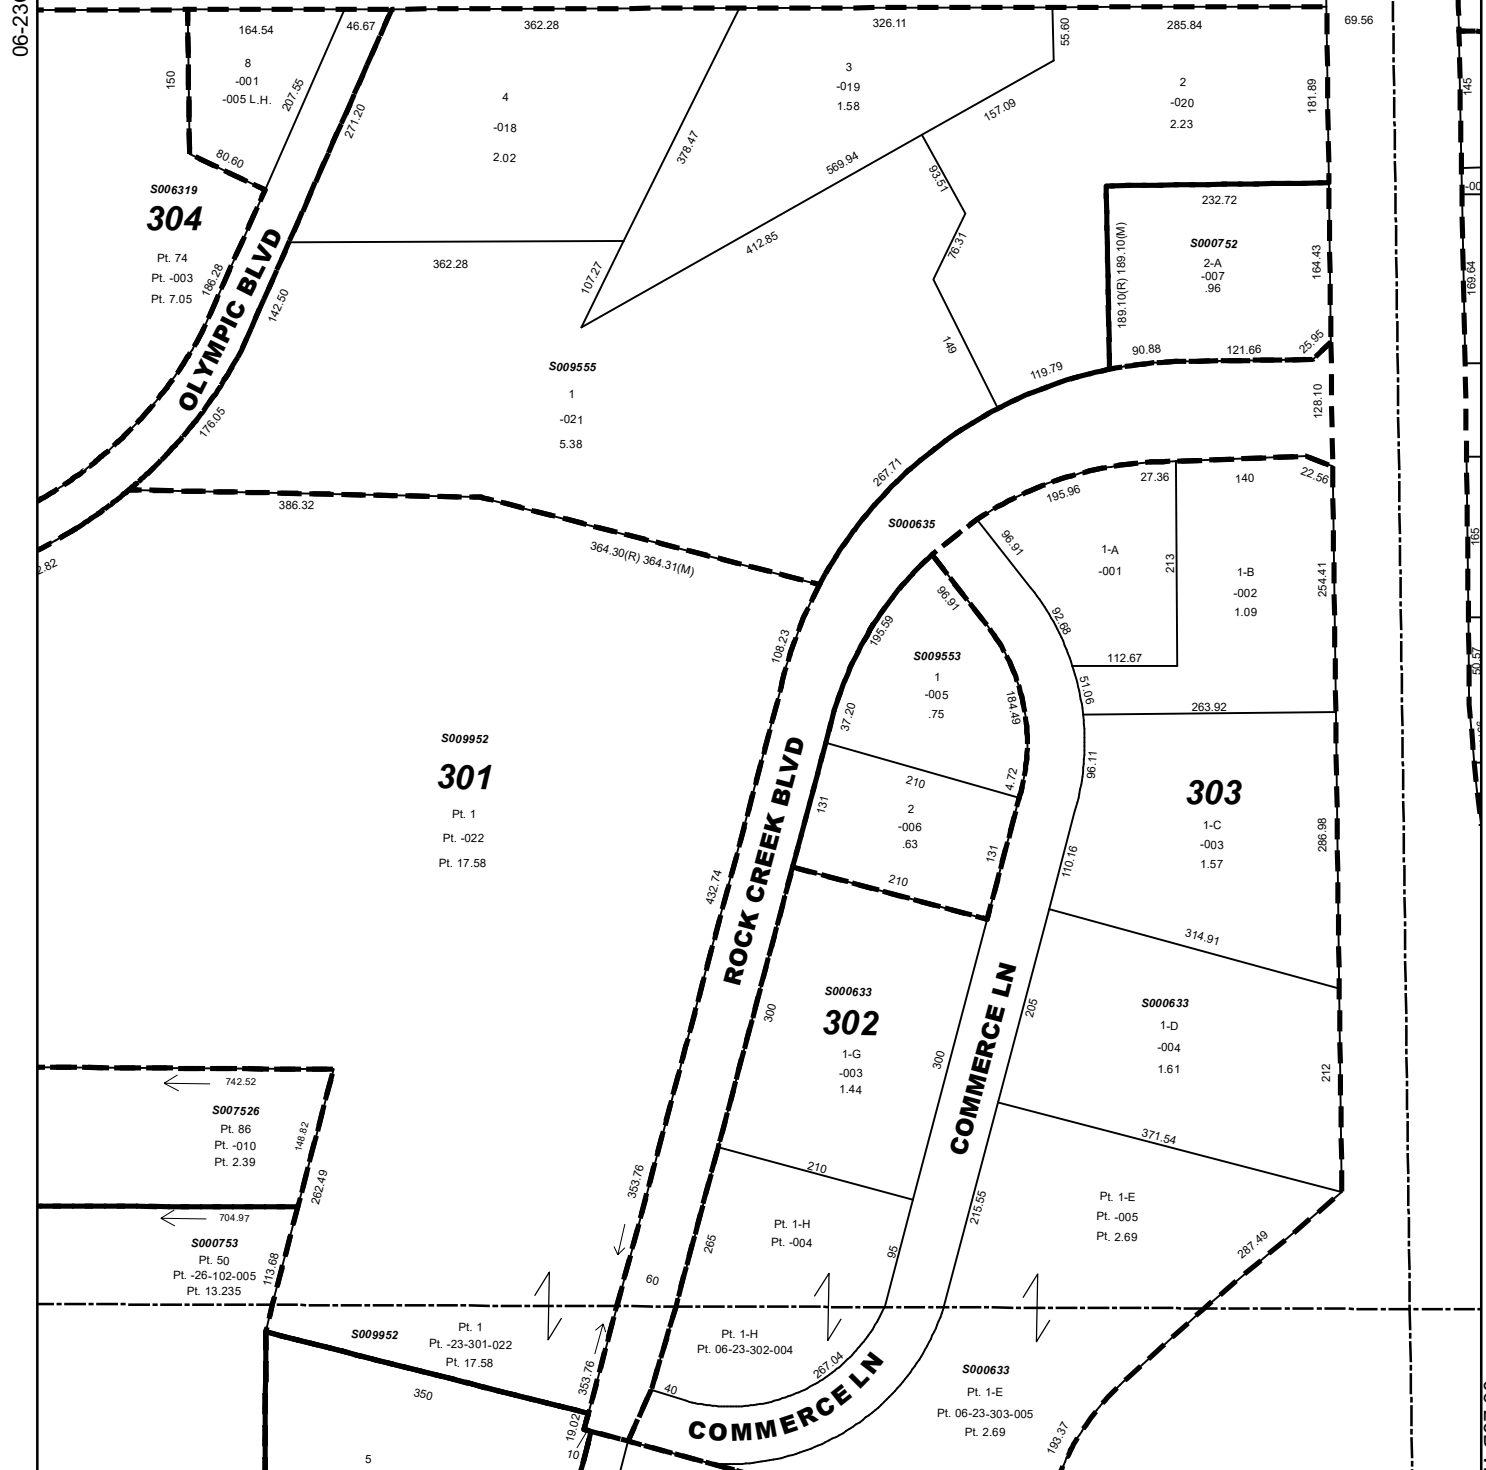 06-23
164.54
46.67
362.28
326.11
55.60
285.84
69.56
150
8
-001
-005 L.H.
207.55
271.20
4
-018
2.02
3
-019
1.58
157.09
2
-020
2.23
181.89
145
80.60
378.47
569.94
93.51
S006319
304
Pt. 74
Pt. -003
Pt. 7.05
186.28
OLYMPIC BLVD
142.50
176.05
362.28
107.27
412.85
76.31
149
232.72
S000752
2-A
-007
.96
189.10(R) 189.10(M)
164.43
-00
169.64
90.88
121.66
25.95
119.79
128.10
S009555
1
-021
5.38
267.71
386.32
364.30(R) 364.31(M)
2.82
S000635
195.96
27.36
140
22.56
96.91
1-A
-001
213
1-B
-002
1.09
254.41
165
96.91
92.68
112.67
51.06
263.92
50.57
108.23
195.59
S009553
1
-005
.75
184.49
37.20
4.72
210
131
2
-006
.63
131
210
96.11
110.16
S009952
301
Pt. 1
Pt. -022
Pt. 17.58
303
1-C
-003
1.57
286.98
432.74
ROCK CREEK BLVD
314.91
300
S000633
302
1-G
-003
1.44
300
COMMERCE LN
205
S000633
1-D
-004
1.61
212
742.52
S007526
Pt. 86
Pt. -010
Pt. 2.39
148.82
262.49
371.54
353.76
210
215.55
704.97
S000753
Pt. 50
Pt. -26-102-005
Pt. 13.235
113.68
265
Pt. 1-H
Pt. -004
95
Pt. 1-E
Pt. -005
Pt. 2.69
287.49
60
S009952
Pt. 1
Pt. -23-301-022
Pt. 17.58
350
353.76
Pt. 1-H
Pt. 06-23-302-004
267.04
40
COMMERCE LN
S000633
Pt. 1-E
Pt. 06-23-303-005
Pt. 2.69
193.37
19.02
10
5